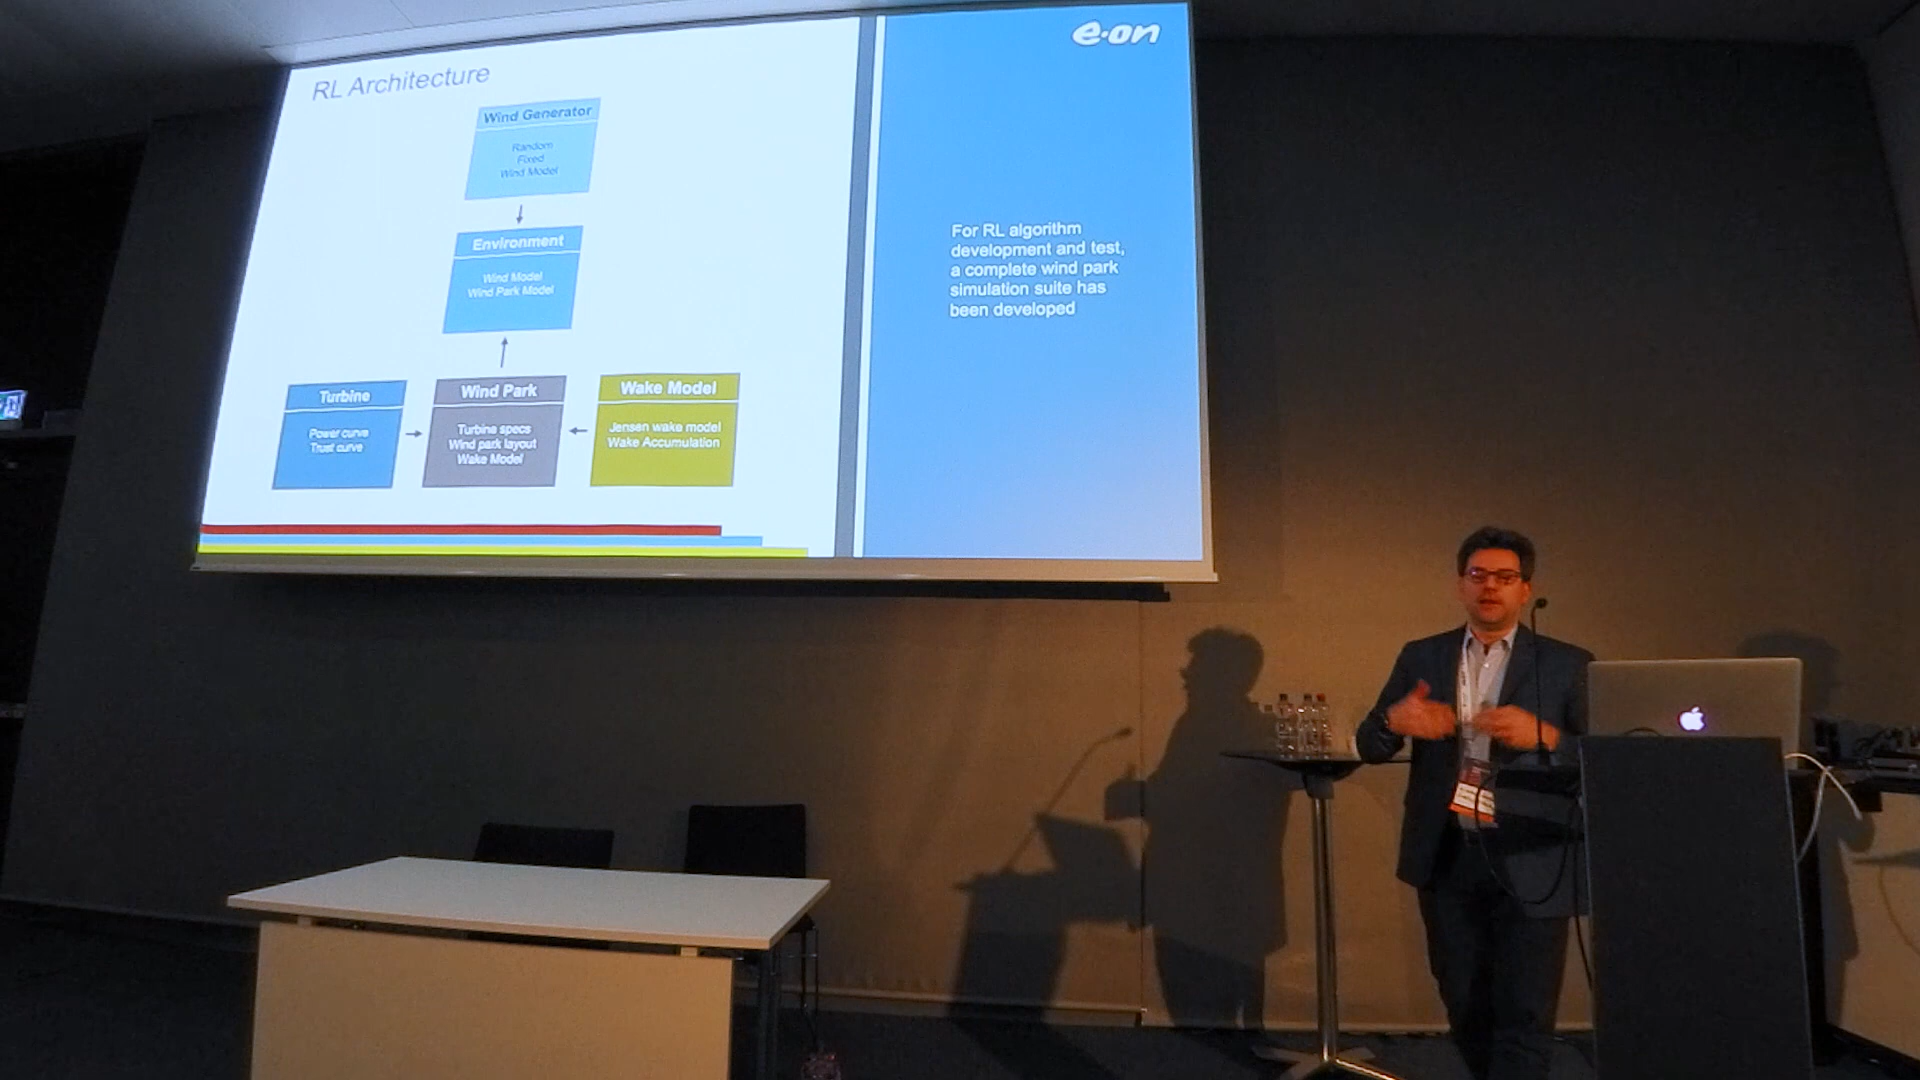 RL Architecture
Wind Generator
Random
Fixed
Wind Model
Environment
Wind Model
Wind Park Model
Turbine
Power curve
Trust curve
Wind Park
Turbine specs
Wind park layout
Wake Model
Wake Model
Jensen wake model
Wake Accumulation
e·on
For RL algorithm
development and test,
a complete wind park
simulation suite has
been developed